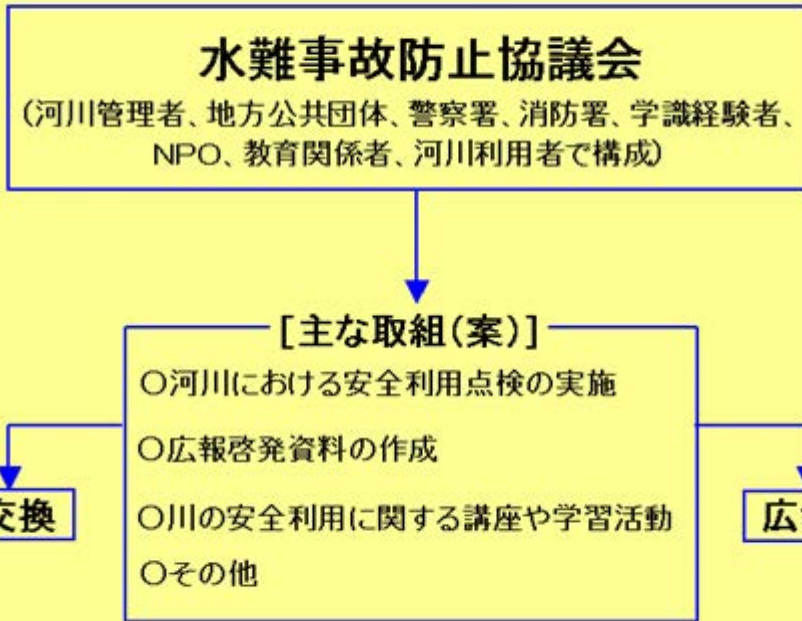 水難事故防止協議会
(河川管理者、地方公共団体、警察署、消防署、学識経験者、
NPO、教育関係者、河川利用者で構成)
[主な取組(案)]
○河川における安全利用点検の実施
○広報啓発資料の作成
○川の安全利用に関する講座や学習活動
○その他
交換
広